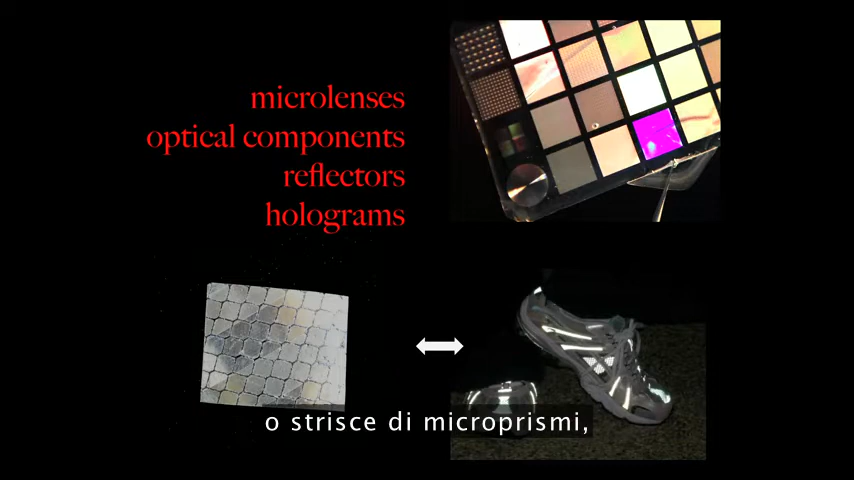 microlenses
optical components
reflectors
holograms
o strisce di microprismi,